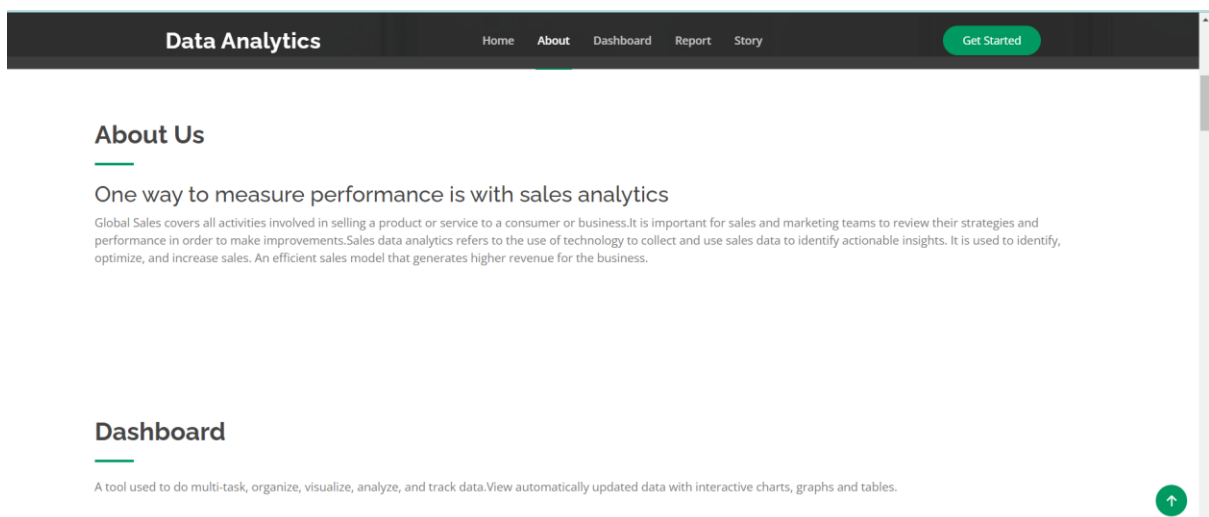 Data Analytics
Home About Dashboard Report Story
Get Started
About Us
One way to measure performance is with sales analytics
Global Sales covers all activities involved in selling a product or service to a consumer or business.It is important for sales and marketing teams to review their strategies and
performance in order to make improvements.Sales data analytics refers to the use of technology to collect and use sales data to identify actionable insights. It is used to identify,
optimize, and increase sales. An efficient sales model that generates higher revenue for the business.
Dashboard
A tool used to do multi-task, organize, visualize, analyze, and track data.View automatically updated data with interactive charts, graphs and tables.